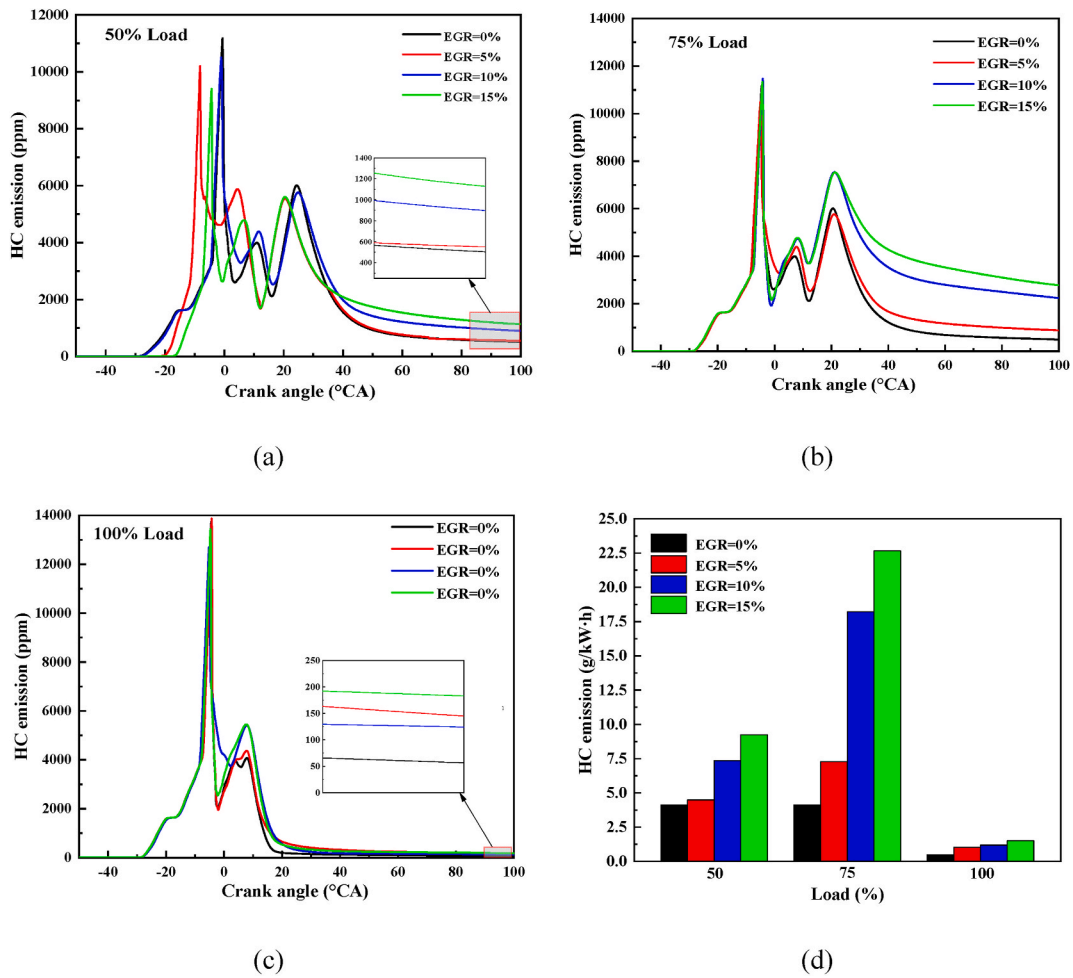 12000
10000
8000
6000
4000
2000
0
HC emission (ppm)
50% Load
EGR=0%
EGR=5%
EGR=10%
EGR=15%
1400
1200
1000
800
600
400
-40 -20 0 20 40 60 80 100
Crank angle (°CA)
(a)
14000
12000
10000
8000
6000
4000
2000
0
HC emission (ppm)
75% Load
EGR=0%
EGR=5%
EGR=10%
EGR=15%
-40 -20 0 20 40 60 80 100
Crank angle (°CA)
(b)
14000
12000
10000
8000
6000
4000
2000
0
HC emission (ppm)
100% Load
EGR=0%
EGR=0%
EGR=0%
EGR=0%
250
200
150
100
50
0
-40 -20 0 20 40 60 80 100
Crank angle (°CA)
(c)
25.0
22.5
20.0
17.5
15.0
12.5
10.0
7.5
5.0
2.5
0.0
HC emission (g/kW·h)
EGR=0%
EGR=5%
EGR=10%
EGR=15%
50 75 100
Load (%)
(d)